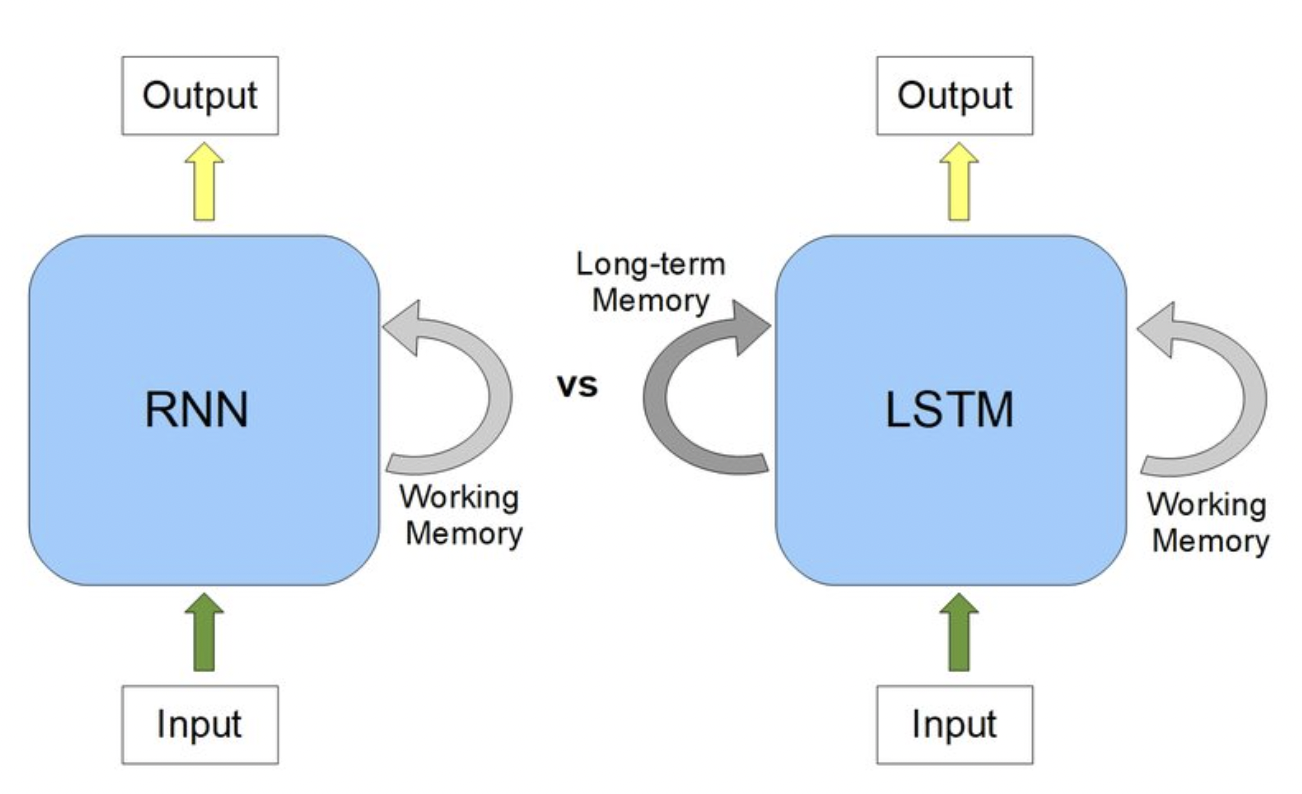 Output
RNN
Working
Memory
Input
vs
Output
Long-term
Memory
LSTM
Working
Memory
Input